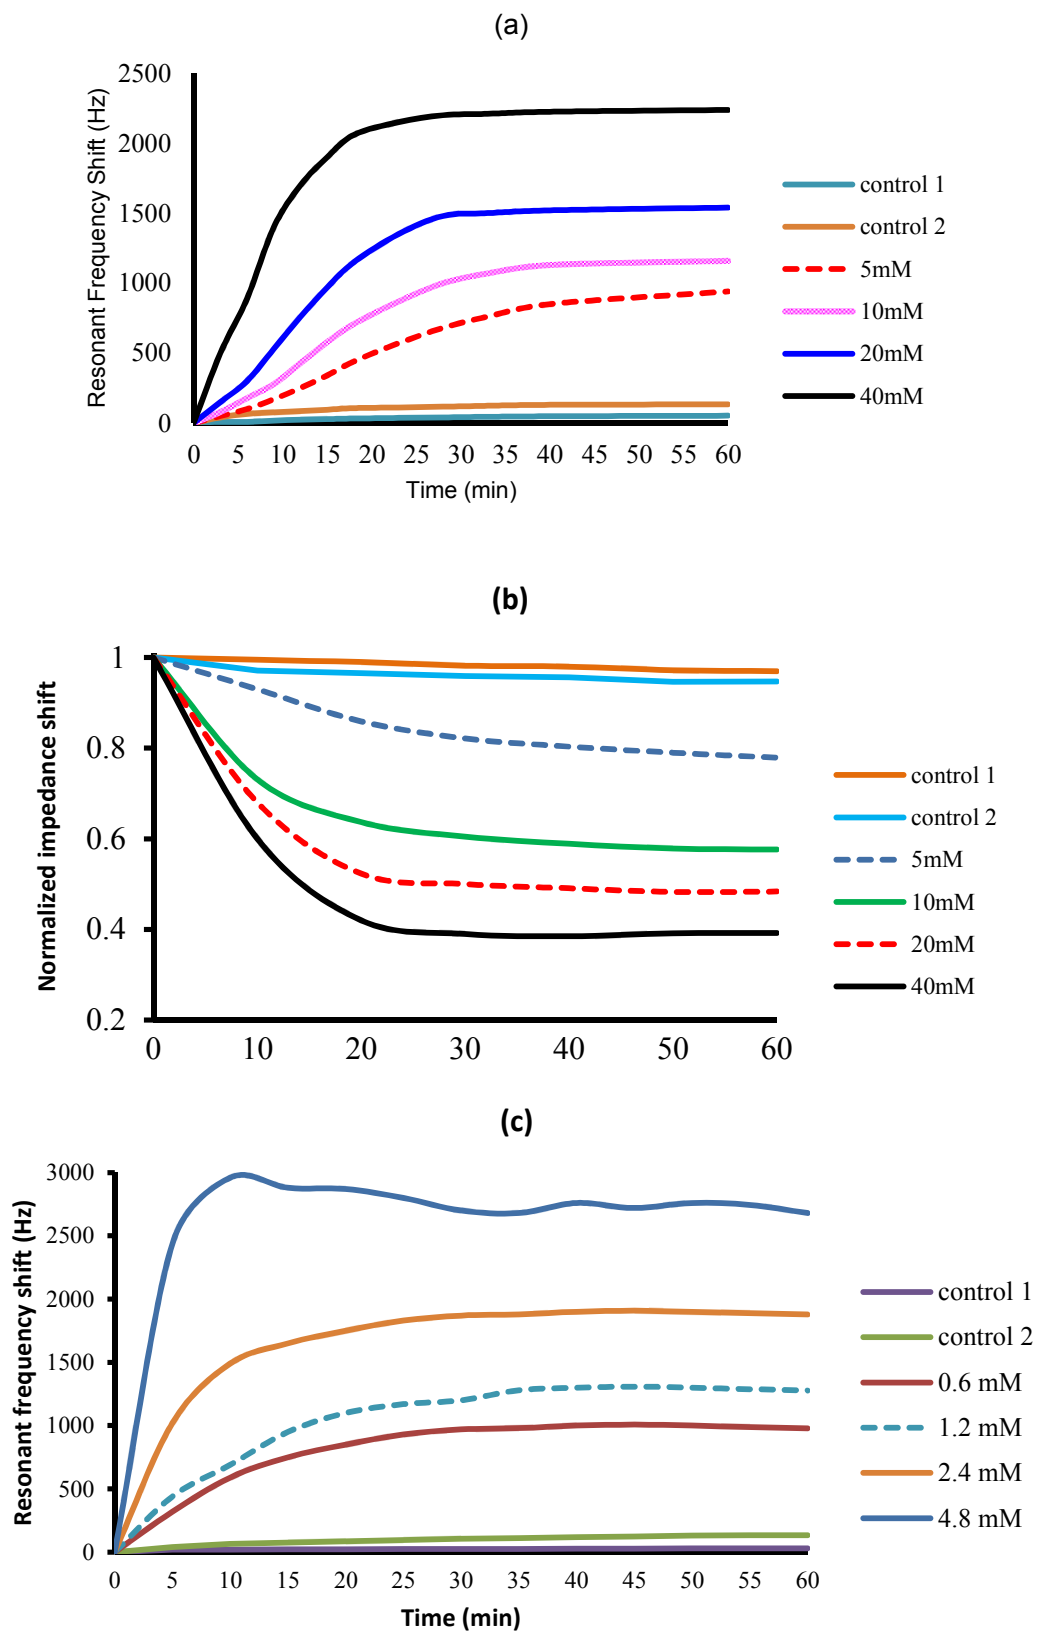 (a)
2500
2000
1500
1000
500
0
Resonant Frequency Shift (Hz)
0 5 10 15 20 25 30 35 40 45 50 55 60
Time (min)
control 1
control 2
5mM
10mM
20mM
40mM
(b)
1
0.8
0.6
0.4
0.2
Normalized impedance shift
0 10 20 30 40 50 60
control 1
control 2
5mM
10mM
20mM
40mM
(c)
3000
2500
2000
1500
1000
500
0
Resonant frequency shift (Hz)
0 5 10 15 20 25 30 35 40 45 50 55 60
Time (min)
control 1
control 2
0.6 mM
1.2 mM
2.4 mM
4.8 mM